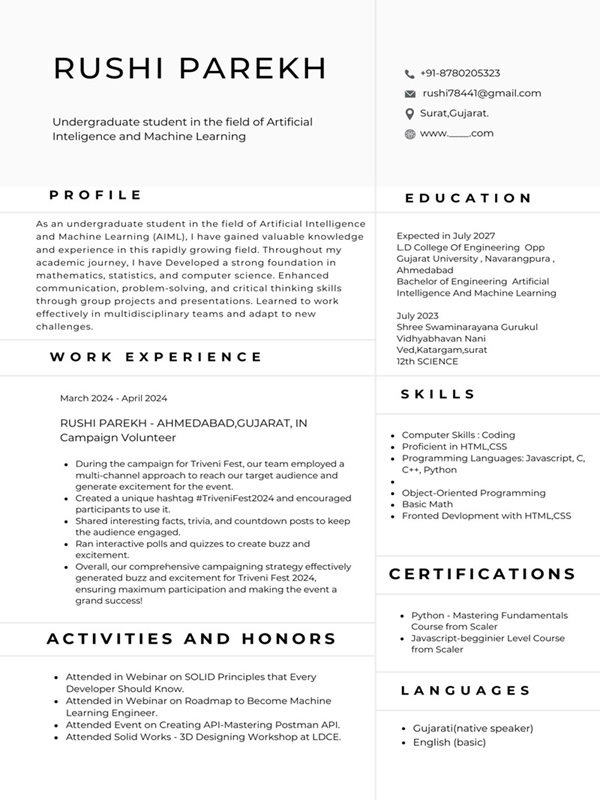 RUSHI PAREKH
Undergraduate student in the field of Artificial
Inteligence and Machine Learning
+91-8780205323
rushi78441@gmail.com
Surat,Gujarat.
www.____.com
PROFILE
As an undergraduate student in the field of Artificial Intelligence
and Machine Learning (AIML), I have gained valuable knowledge
and experience in this rapidly growing field. Throughout my
academic journey, I have Developed a strong foundation in
mathematics, statistics, and computer science. Enhanced
communication, problem-solving, and critical thinking skills
through group projects and presentations. Learned to work
effectively in multidisciplinary teams and adapt to new
challenges.
WORK EXPERIENCE
March 2024 - April 2024
RUSHI PAREKH - AHMEDABAD,GUJARAT, IN
Campaign Volunteer
• During the campaign for Triveni Fest, our team employed a
multi-channel approach to reach our target audience and
generate excitement for the event.
• Created a unique hashtag #TriveniFest2024 and encouraged
participants to use it.
• Shared interesting facts, trivia, and countdown posts to keep
the audience engaged.
• Ran interactive polls and quizzes to create buzz and
excitement.
• Overall, our comprehensive campaigning strategy effectively
generated buzz and excitement for Triveni Fest 2024,
ensuring maximum participation and making the event a
grand success!
ACTIVITIES AND HONORS
• Attended in Webinar on SOLID Principles that Every
Developer Should Know.
• Attended in Webinar on Roadmap to Become Machine
Learning Engineer.
• Attended Event on Creating API-Mastering Postman API.
• Attended Solid Works - 3D Designing Workshop at LDCE.
EDUCATION
Expected in July 2027
L.D College Of Engineering Opp
Gujarat University , Navarangpura ,
Ahmedabad
Bachelor of Engineering Artificial
Intelligence And Machine Learning
July 2023
Shree Swaminarayana Gurukul
Vidhyabhavan Nani
Ved,Katargam,surat
12th SCIENCE
SKILLS
• Computer Skills : Coding
• Proficient in HTML,CSS
• Programming Languages: Javascript, C,
C++, Python
•
• Object-Oriented Programming
• Basic Math
• Fronted Devlopment with HTML,CSS
CERTIFICATIONS
• Python - Mastering Fundamentals
Course from Scaler
• Javascript-begginier Level Course
from Scaler
LANGUAGES
• Gujarati(native speaker)
• English (basic)